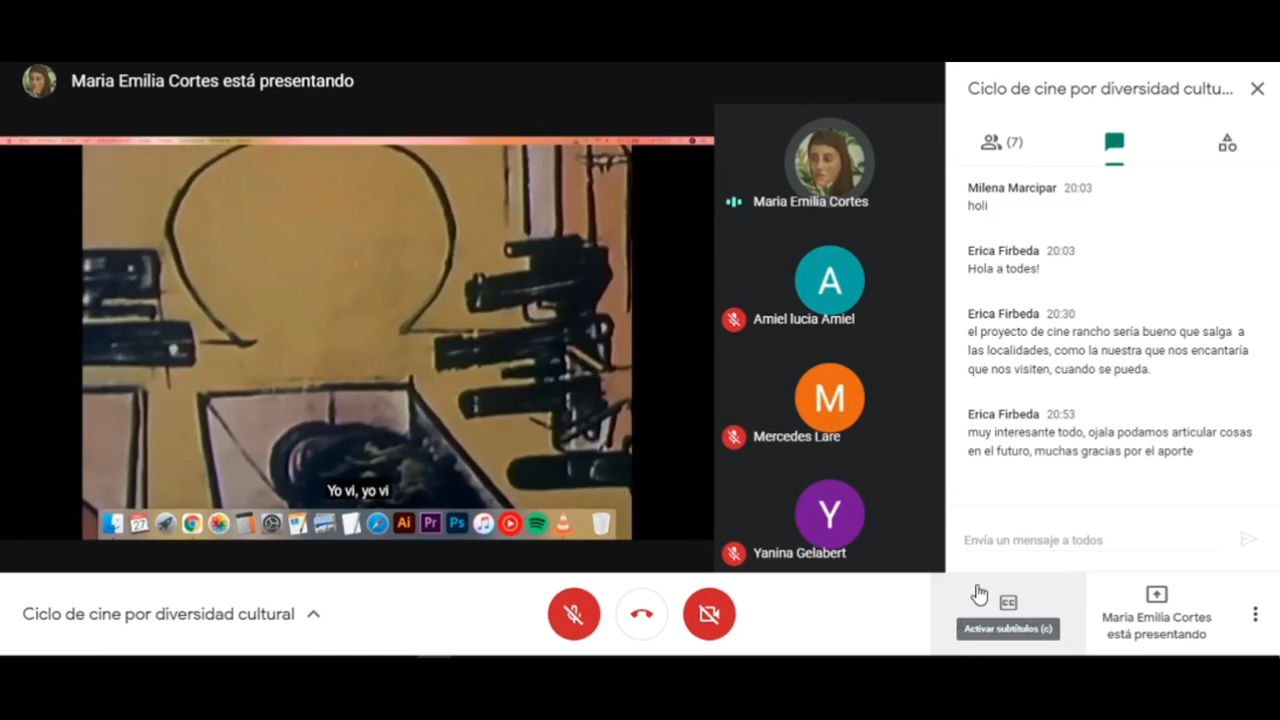 Maria Emilia Cortes está presentando
Yo vi, yo vi
27
Ai
Pr
Ps
Maria Emilia Cortes
A
Amiel lucia Amiel
M
Mercedes Lare
Y
Yanina Gelabert
Ciclo de cine por diversidad cultu...
(7)
Milena Marcipar 20:03
holi
Erica Firbeda 20:03
Hola a todes!
Erica Firbeda 20:30
el proyecto de cine rancho sería bueno que salga a
las localidades, como la nuestra que nos encantaría
que nos visiten, cuando se pueda.
Erica Firbeda 20:53
muy interesante todo, ojala podamos articular cosas
en el futuro, muchas gracias por el aporte
Envía un mensaje a todos
Ciclo de cine por diversidad cultural
CC
Activar subtítulos (c)
Maria Emilia Cortes
está presentando